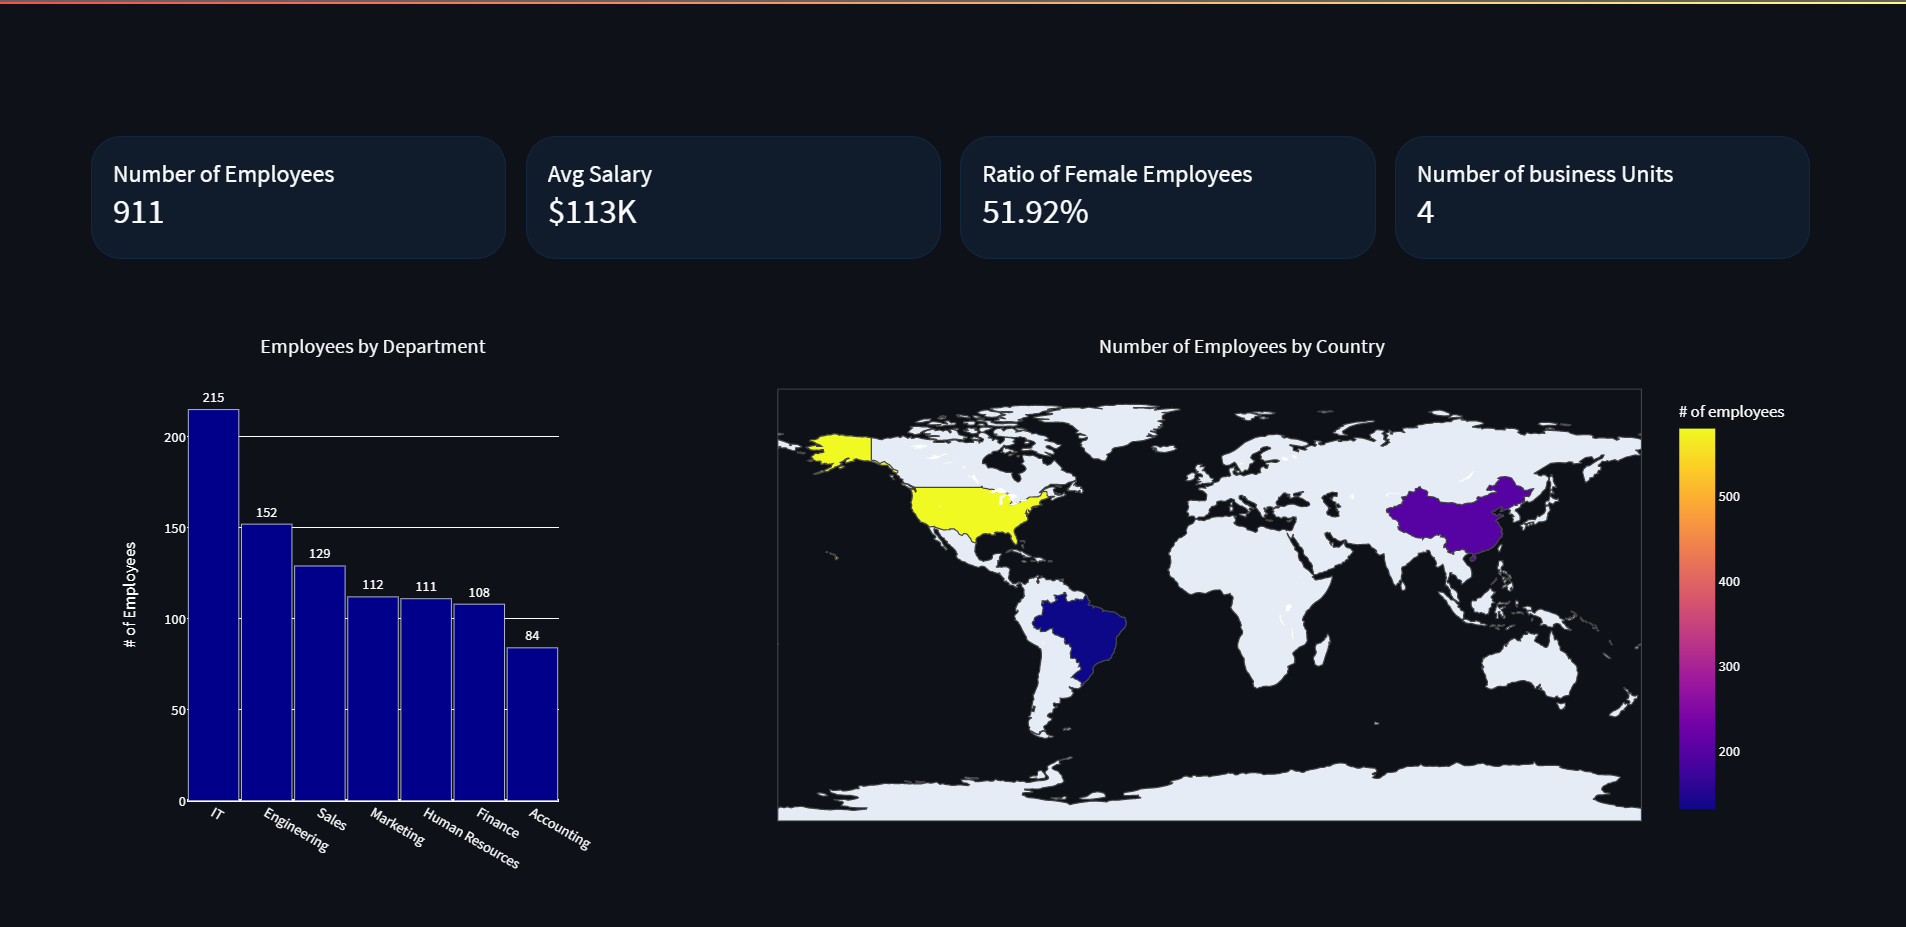 Number of Employees
911
Avg Salary
$113K
Ratio of Female Employees
51.92%
Number of business Units
4
Employees by Department
# of Employees
200
150
100
50
0
215
152
129
112
111
108
84
IT
Engineering
Sales
Marketing
Human Resources
Finance
Accounting
Number of Employees by Country
# of employees
500
400
300
200